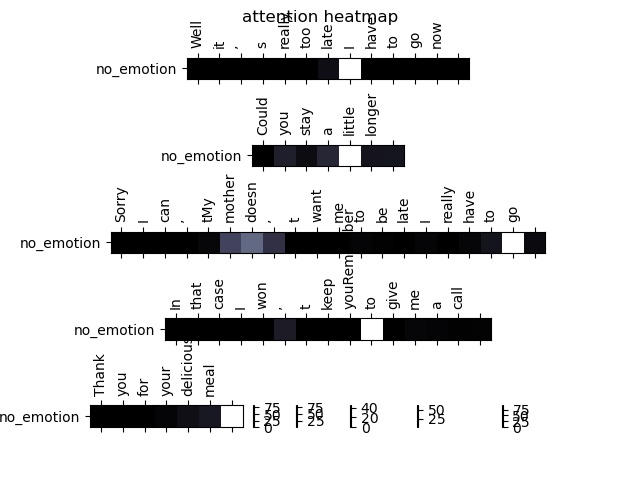 attention heatmap
Well it ' s really too late I have to go now
no_emotion
Could you stay a little longer
no_emotion
Sorry I can ' tMy mother doesn ' t want me to be late I really have to go
no_emotion
In that case I won ' t keep youRemember to give me a call
no_emotion
Thank you for your delicious meal
no_emotion
75 75 40 50 75
50 50 20 25 50
25 25 0 25
0 0